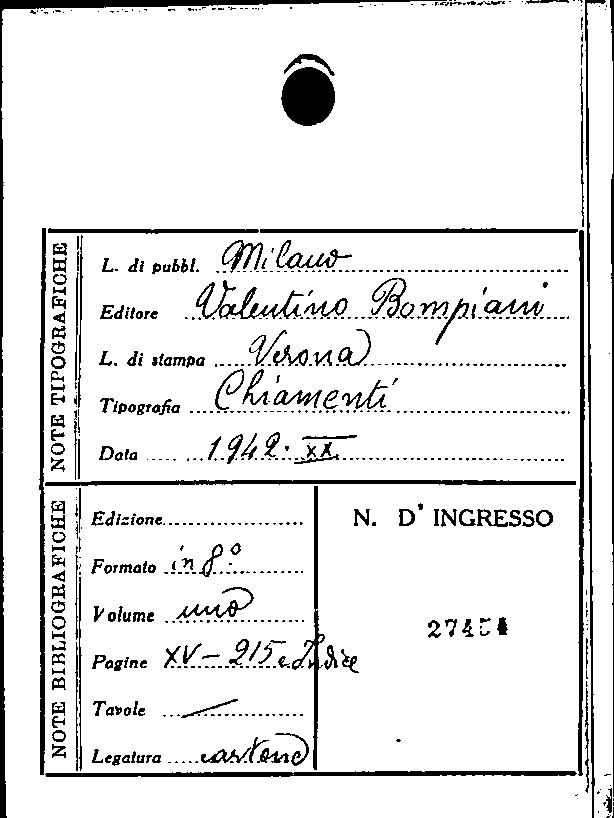 NOTE TIPOGRAFICHE
L. di pubbl. Milano
Editore Valentino Bompiani
L. di stampa Verona
Tipografia Chiamenti
Data 1942. XX
NOTE BIBLIOGRAFICHE
Edizione
Formato in 8°
Volume uno
Pagine XV - 215 e Indice
Tavole /
Legatura cartone
N. D' INGRESSO